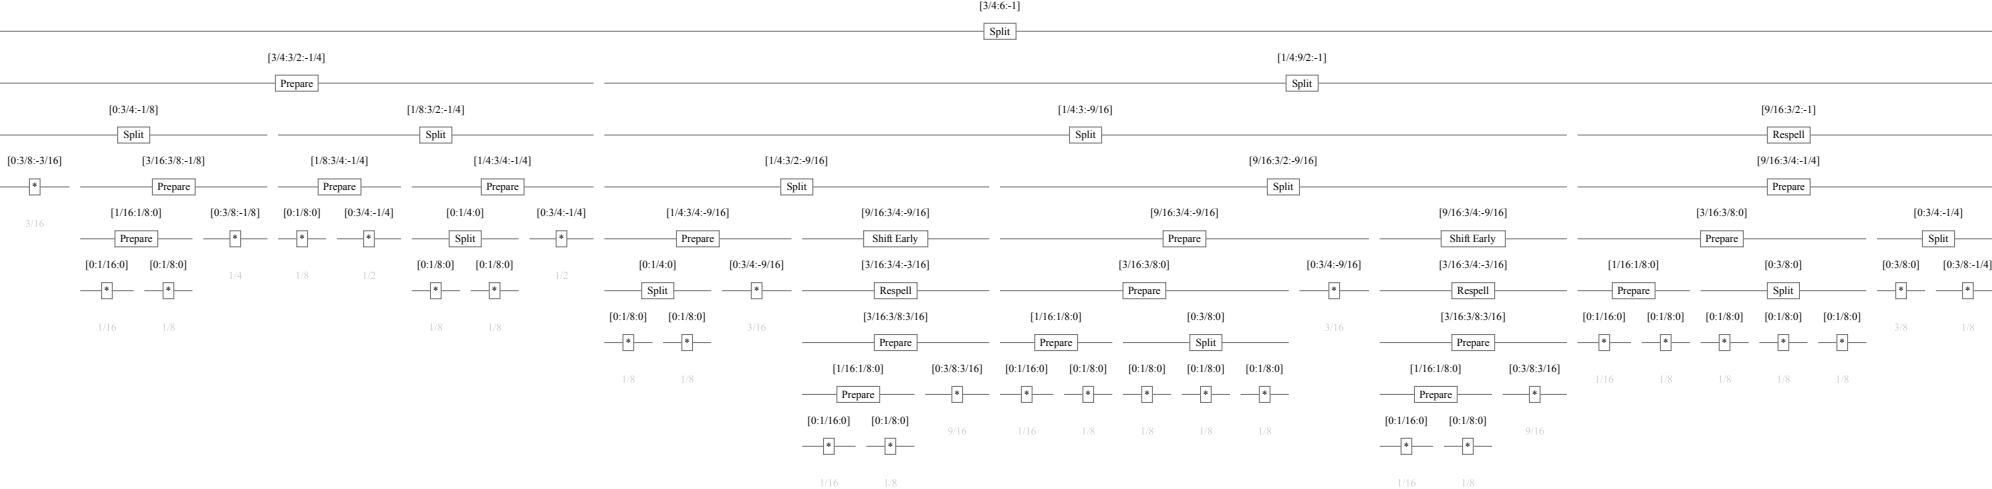 [3/4:6:-1]
Split
[3/4:3/2:-1/4] [1/4:9/2:-1]
Prepare Split
[0:3/4:-1/8] [1/8:3/2:-1/4] [1/4:3:-9/16] [9/16:3/2:-1]
Split Split Split Respell
[0:3/8:-3/16] [3/16:3/8:-1/8] [1/8:3/4:-1/4] [1/4:3/4:-1/4] [1/4:3/2:-9/16] [9/16:3/2:-9/16] [9/16:3/4:-1/4]
* Prepare Prepare Prepare Split Split Prepare
3/16 [1/16:1/8:0] [0:3/8:-1/8] [0:1/8:0] [0:3/4:-1/4] [0:1/4:0] [0:3/4:-1/4] [1/4:3/4:-9/16] [9/16:3/4:-9/16] [9/16:3/4:-9/16] [9/16:3/4:-9/16] [3/16:3/8:0] [0:3/4:-1/4]
Prepare * * * Split * Prepare Shift Early Prepare Shift Early Prepare Split
[0:1/16:0] [0:1/8:0] 1/4 1/8 1/2 [0:1/8:0] [0:1/8:0] 1/2 [0:1/4:0] [0:3/4:-9/16] [3/16:3/4:-3/16] [3/16:3/8:0] [0:3/4:-9/16] [3/16:3/4:-3/16] [1/16:1/8:0] [0:3/8:0] [0:3/8:0] [0:3/8:-1/4]
* * * * Split * Respell Prepare * Respell Prepare Split * *
1/16 1/8 1/8 1/8 [0:1/8:0] [0:1/8:0] 3/16 [3/16:3/8:3/16] [1/16:1/8:0] [0:3/8:0] 3/16 [3/16:3/8:3/16] [0:1/16:0] [0:1/8:0] [0:1/8:0] [0:1/8:0] [0:1/8:0] 3/8 1/8
* * Prepare Prepare Split Prepare * * * * *
1/8 1/8 [1/16:1/8:0] [0:3/8:3/16] [0:1/16:0] [0:1/8:0] [0:1/8:0] [0:1/8:0] [0:1/8:0] [1/16:1/8:0] [0:3/8:3/16] 1/16 1/8 1/8 1/8 1/8
Prepare * * * * * * Prepare *
[0:1/16:0] [0:1/8:0] 9/16 1/16 1/8 1/8 1/8 1/8 [0:1/16:0] [0:1/8:0] 9/16
* * * *
1/16 1/8 1/16 1/8